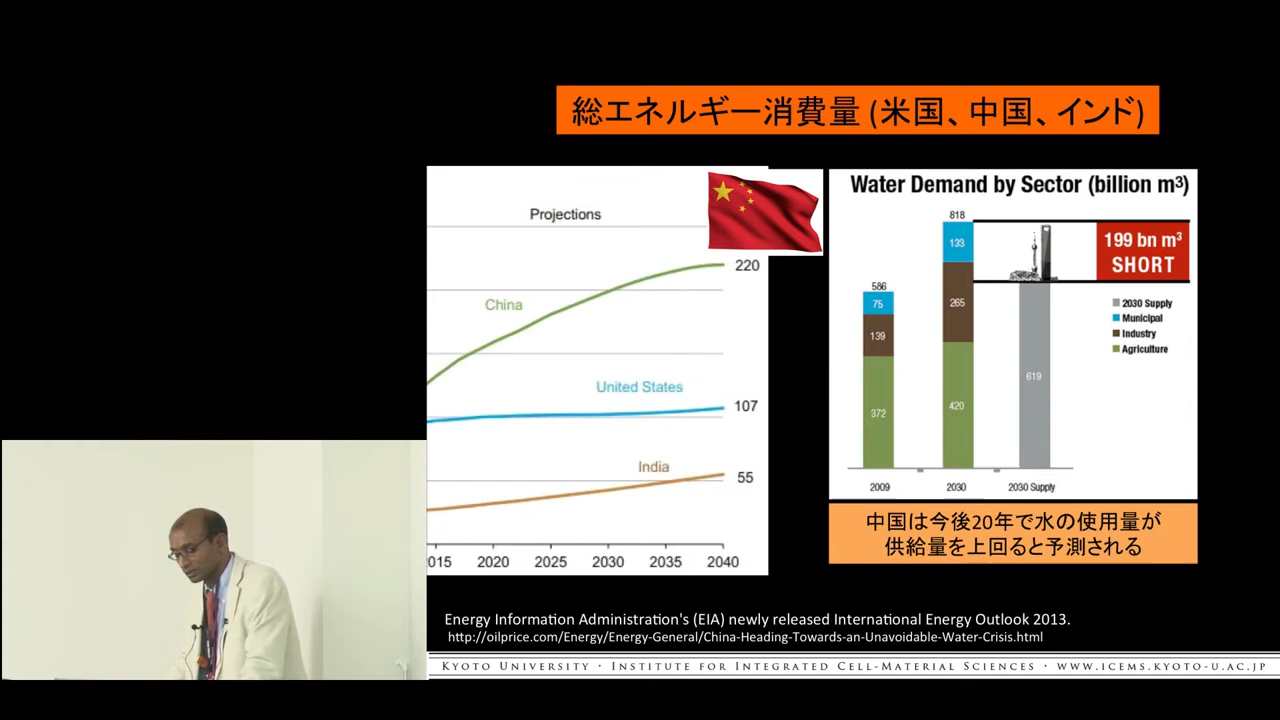 総エネルギー消費量 (米国、中国、インド)
Projections
China
220
United States
107
India
55
015 2020 2025 2030 2035 2040
Water Demand by Sector (billion m³)
818
133
199 bn m³
SHORT
586
75
265
139
2030 Supply
Municipal
Industry
Agriculture
619
372
420
2009 2030 2030 Supply
中国は今後20年で水の使用量が
供給量を上回ると予測される
Energy Information Administration's (EIA) newly released International Energy Outlook 2013.
http://oilprice.com/Energy/Energy-General/China-Heading-Towards-an-Unavoidable-Water-Crisis.html
KYOTO UNIVERSITY · INSTITUTE FOR INTEGRATED CELL-MATERIAL SCIENCES · WWW.ICEMS.KYOTO-U.AC.JP